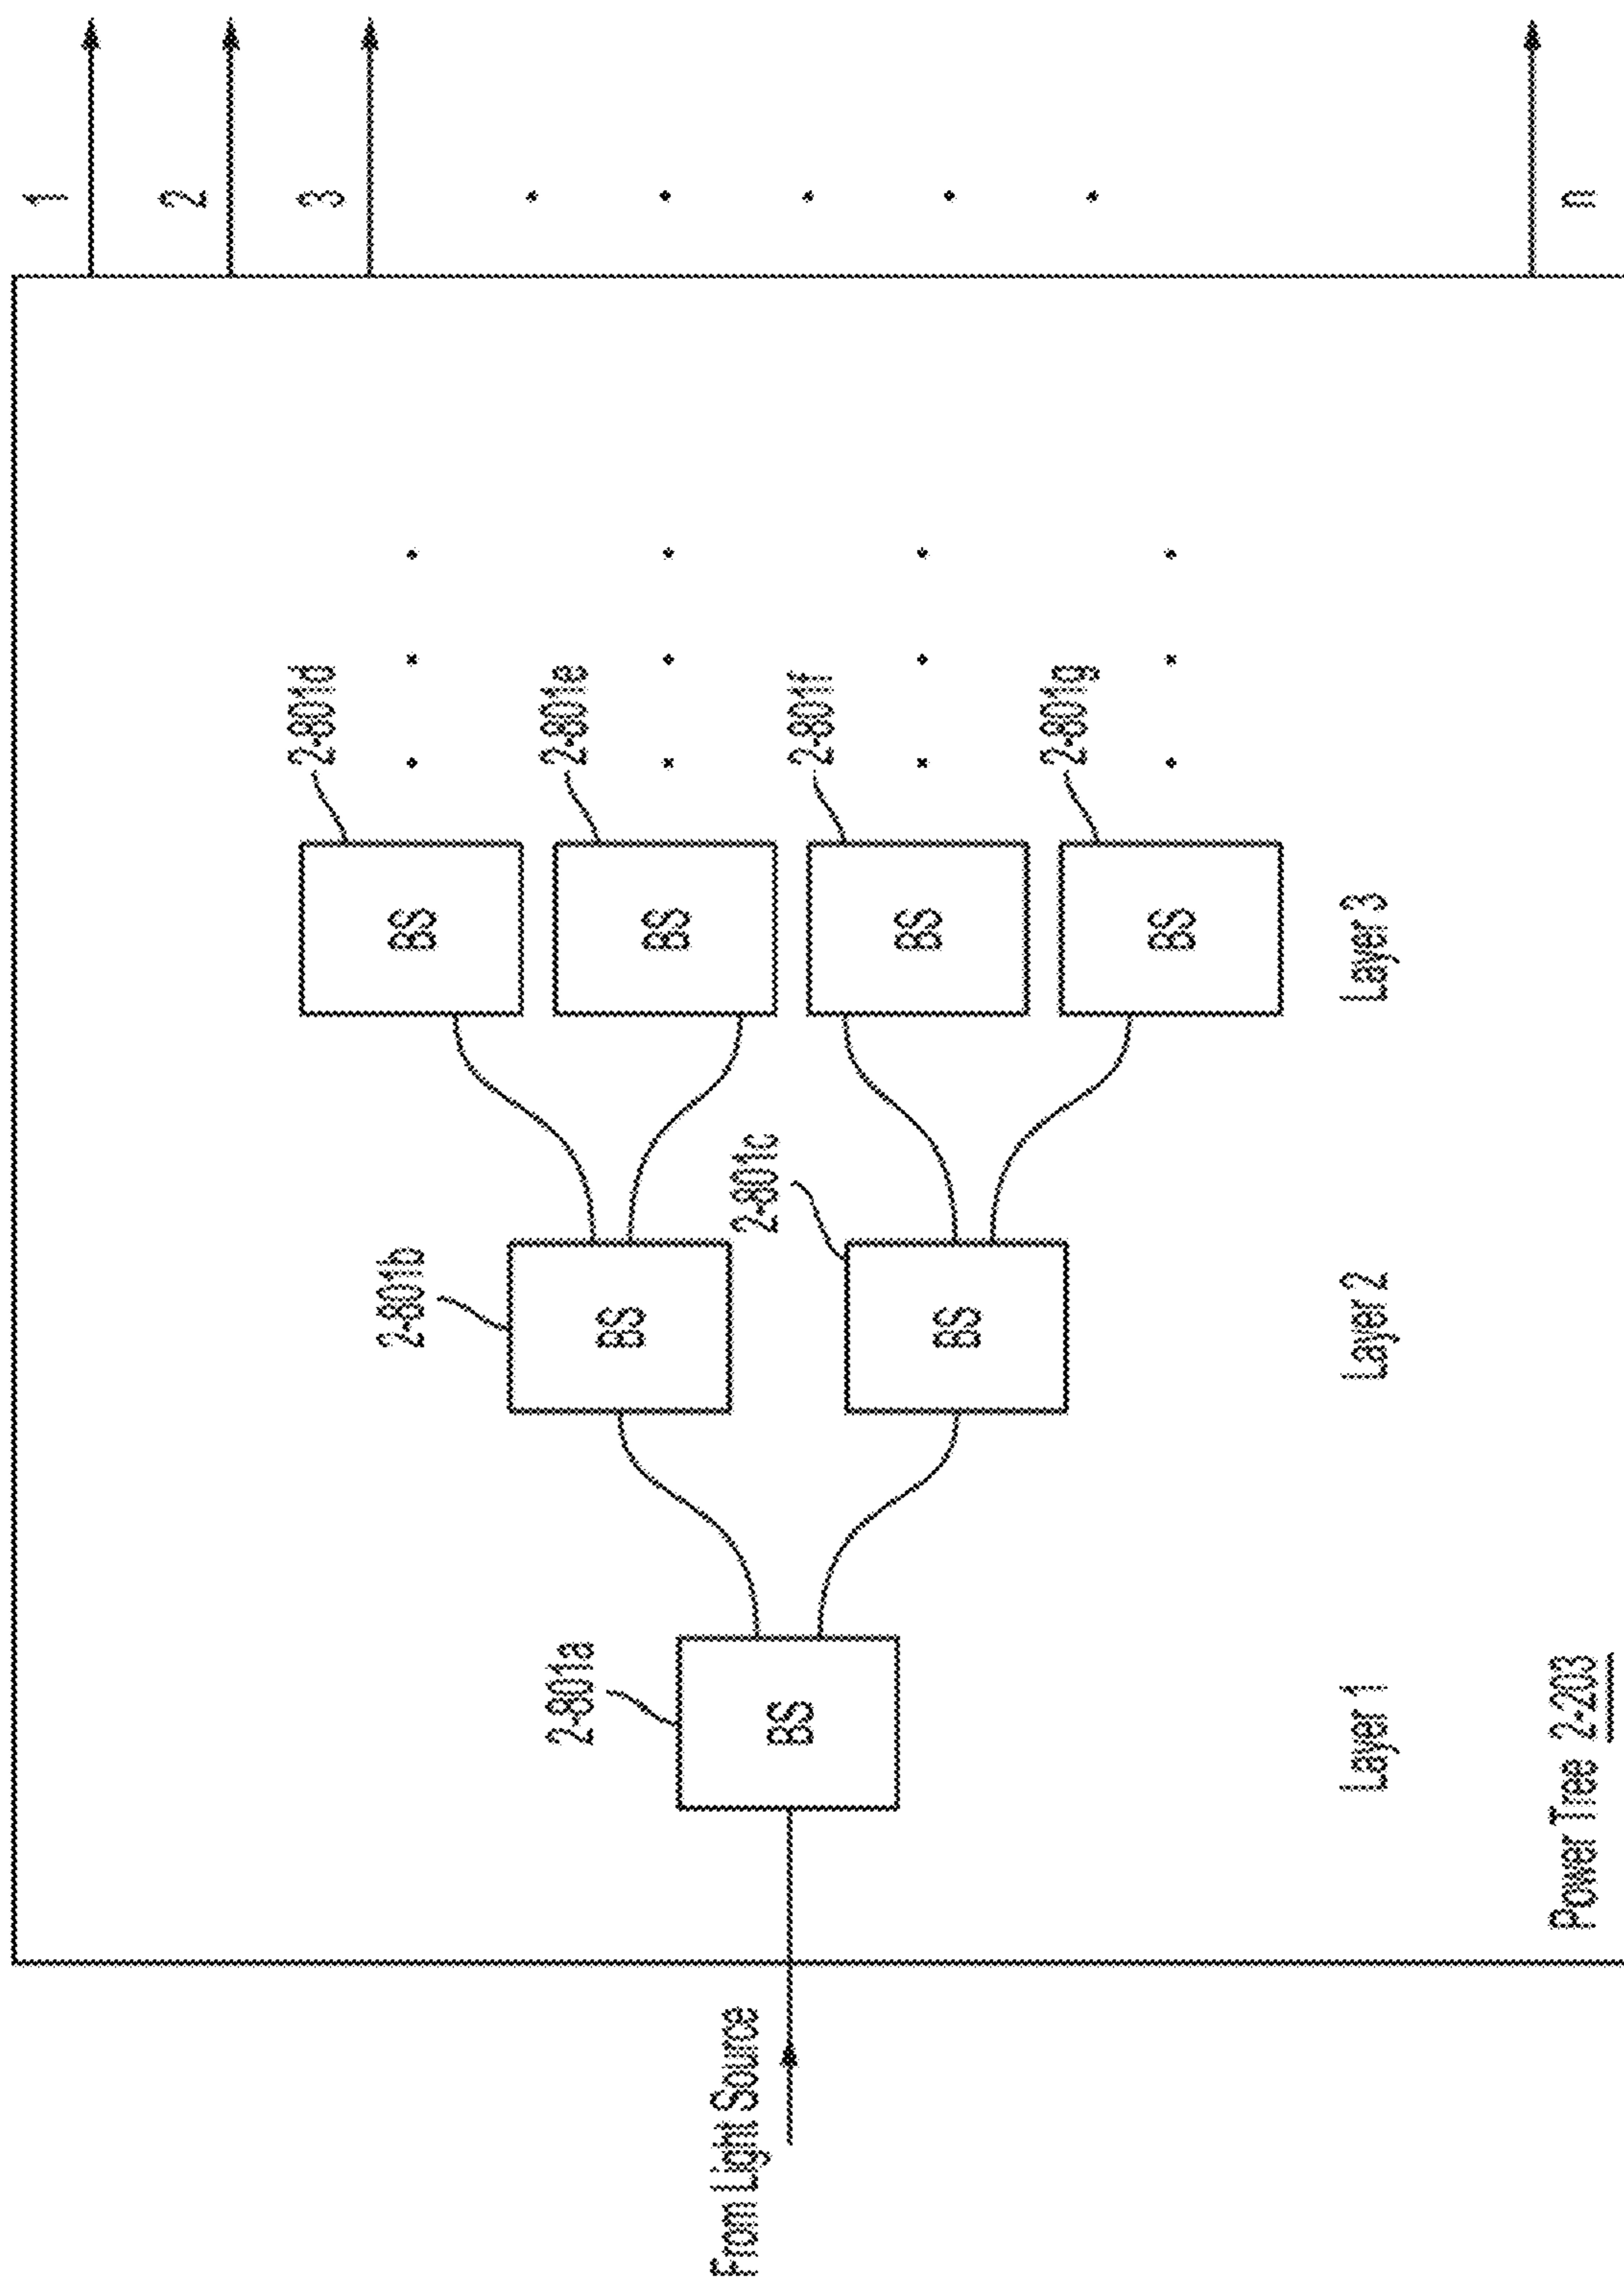 From Light Source
2-801a
BS
2-801b
BS
2-801c
BS
2-801d
BS
2-801e
BS
2-801f
BS
2-801g
BS
Layer 1
Layer 2
Layer 3
Power Tree 2-203
1
2
3
n